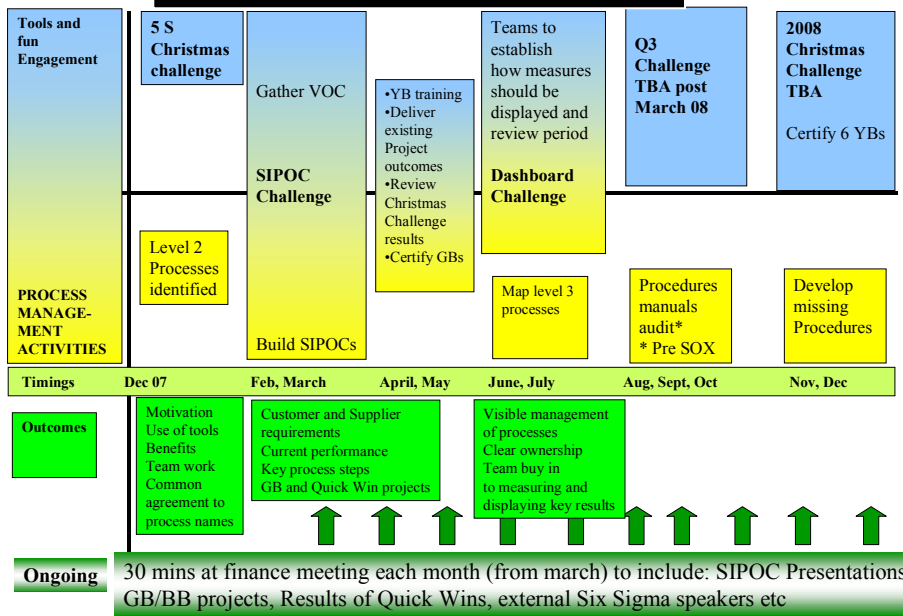 Tools and
fun
Engagement
PROCESS
MANAGE-
MENT
ACTIVITIES
5 S
Christmas
challenge
Level 2
Processes
identified
Gather VOC
SIPOC
Challenge
Build SIPOCs
•YB training
•Deliver
existing
Project
outcomes
•Review
Christmas
Challenge
results
•Certify GBs
Teams to
establish
how measures
should be
displayed and
review period
Dashboard
Challenge
Map level 3
processes
Q3
Challenge
TBA post
March 08
Procedures
manuals
audit*
* Pre SOX
2008
Christmas
Challenge
TBA
Certify 6 YBs
Develop
missing
Procedures
Timings
Dec 07
Feb, March
April, May
June, July
Aug, Sept, Oct
Nov, Dec
Outcomes
Motivation
Use of tools
Benefits
Team work
Common
agreement to
process names
Customer and Supplier
requirements
Current performance
Key process steps
GB and Quick Win projects
Visible management
of processes
Clear ownership
Team buy in
to measuring and
displaying key results
Ongoing
30 mins at finance meeting each month (from march) to include: SIPOC Presentations
GB/BB projects, Results of Quick Wins, external Six Sigma speakers etc